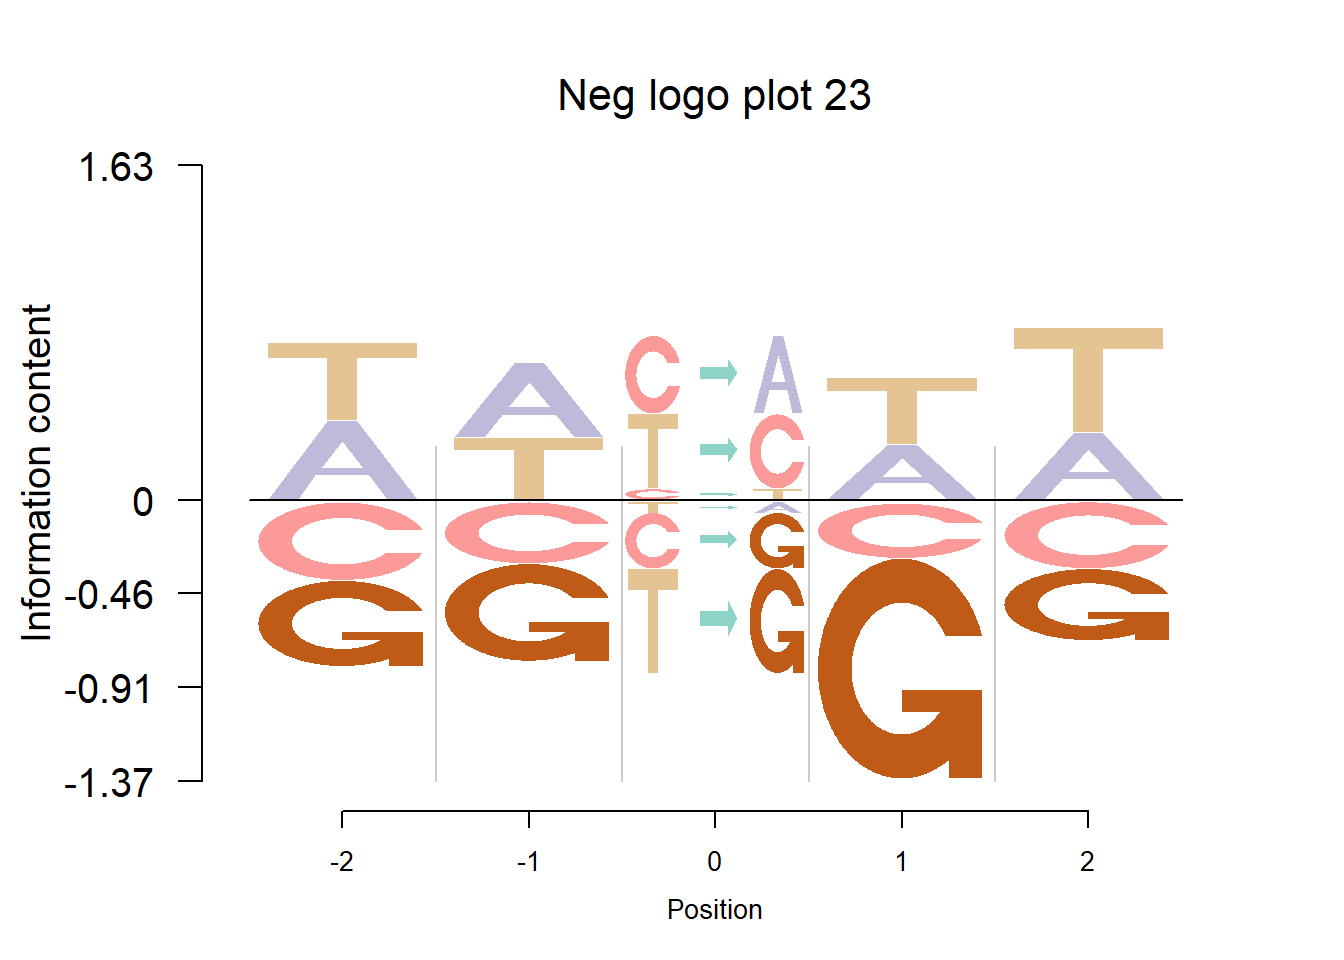 Neg logo plot 23
Information content
1.63
0
-0.46
-0.91
-1.37
T A C → A T T
A T T → C A A
C → T
T → A
C C C → G C C
G G T → G G G
-2 -1 0 1 2
Position